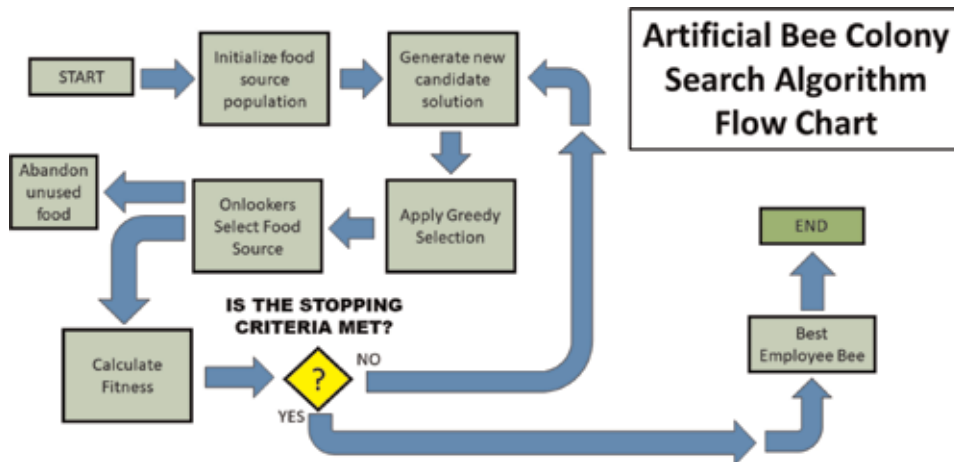 Artificial Bee Colony
Search Algorithm
Flow Chart
START
Initialize food
source
population
Generate new
candidate
solution
Apply Greedy
Selection
Onlookers
Select Food
Source
Abandon
unused
food
Calculate
Fitness
IS THE STOPPING
CRITERIA MET?
?
NO
YES
Best
Employee Bee
END